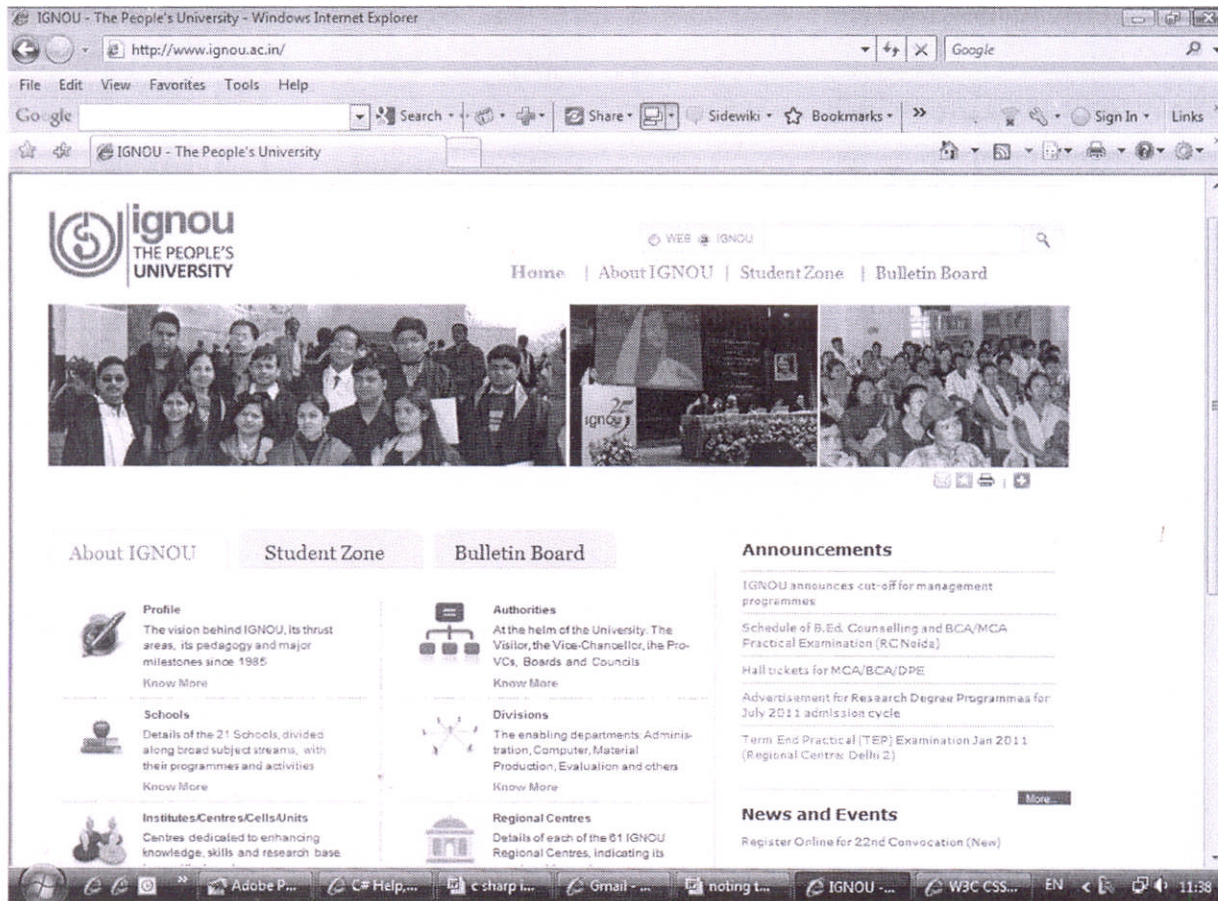 IGNOU - The People's University - Windows Internet Explorer
http://www.ignou.ac.in/
Google
File Edit View Favorites Tools Help
Google Search Share Sidewiki Bookmarks » Sign In Links
IGNOU - The People's University
ignou
THE PEOPLE'S
UNIVERSITY
WEB IGNOU
Home | About IGNOU | Student Zone | Bulletin Board
25
ignou
About IGNOU
Student Zone
Bulletin Board
Profile
The vision behind IGNOU, its thrust
areas, its pedagogy and major
milestones since 1985
Know More
Authorities
At the helm of the University. The
Visitor, the Vice-Chancellor, the Pro-
VCs, Boards and Councils
Know More
Schools
Details of the 21 Schools, divided
along broad subject streams, with
their programmes and activities
Know More
Divisions
The enabling departments: Adminis-
tration, Computer, Material
Production, Evaluation and others
Know More
Institutes/Centres/Cells/Units
Centres dedicated to enhancing
knowledge, skills and research base
Regional Centres
Details of each of the 61 IGNOU
Regional Centres, indicating its
Announcements
IGNOU announces cut-off for management
programmes
Schedule of B.Ed. Counselling and BCA/MCA
Practical Examination (RC Noida)
Hall tickets for MCA/BCA/DPE
Advertisement for Research Degree Programmes for
July 2011 admission cycle
Term End Practical (TEP) Examination Jan 2011
(Regional Centre: Delhi 2)
More...
News and Events
Register Online for 22nd Convocation (New)
» Adobe P... C# Help,... c sharp i... Gmail - ... noting t... IGNOU -... W3C CSS... EN < 11:38